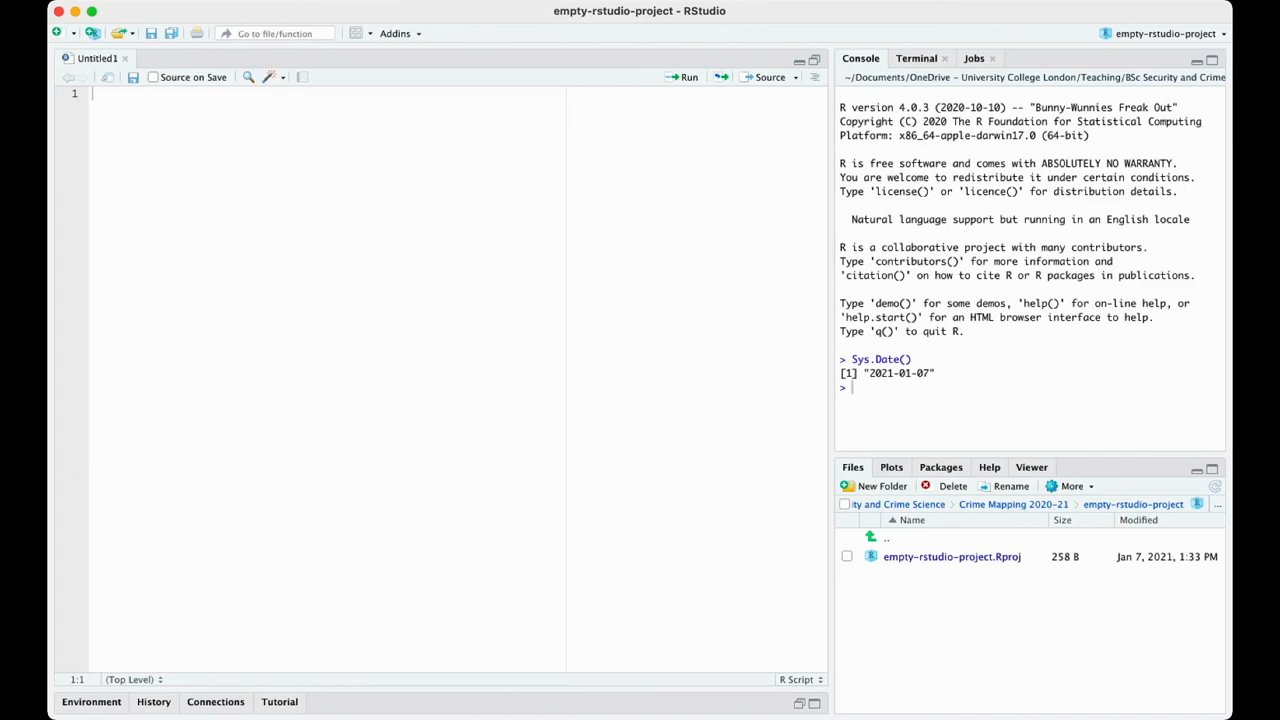 empty-rstudio-project - RStudio
Go to file/function
Addins
empty-rstudio-project
Untitled1
Source on Save
Run
Source
1
1:1
(Top Level)
R Script
Environment
History
Connections
Tutorial
Console
Terminal
Jobs
~/Documents/OneDrive – University College London/Teaching/BSc Security and Crime
R version 4.0.3 (2020-10-10) -- "Bunny-Wunnies Freak Out"
Copyright (C) 2020 The R Foundation for Statistical Computing
Platform: x86_64-apple-darwin17.0 (64-bit)
R is free software and comes with ABSOLUTELY NO WARRANTY.
You are welcome to redistribute it under certain conditions.
Type 'license()' or 'licence()' for distribution details.
Natural language support but running in an English locale
R is a collaborative project with many contributors.
Type 'contributors()' for more information and
'citation()' on how to cite R or R packages in publications.
Type 'demo()' for some demos, 'help()' for on-line help, or
'help.start()' for an HTML browser interface to help.
Type 'q()' to quit R.
> Sys.Date()
[1] "2021-01-07"
>
Files
Plots
Packages
Help
Viewer
New Folder
Delete
Rename
More
ity and Crime Science > Crime Mapping 2020-21 > empty-rstudio-project
...
Name
Size
Modified
..
empty-rstudio-project.Rproj
258 B
Jan 7, 2021, 1:33 PM